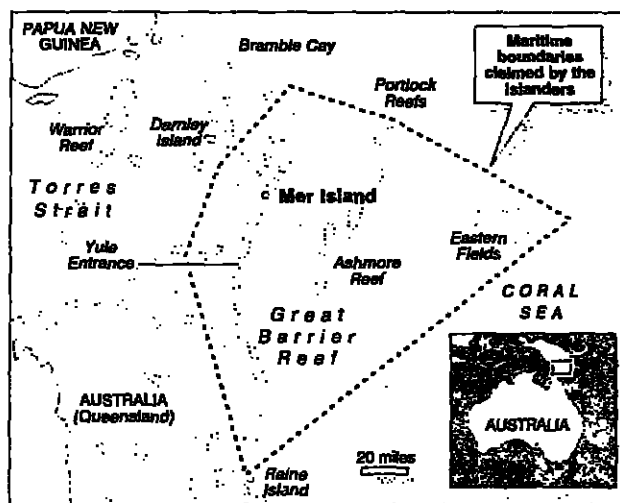 PAPUA NEW
GUINEA
Bramble Cay
Maritime
boundaries
claimed by the
islanders
Portlock
Reefs
Warrior
Reef
Darnley
Island
Torres
Strait
Mer Island
Yule
Entrance
Ashmore
Reef
Eastern
Fields
Great
Barrier
Reef
CORAL
SEA
AUSTRALIA
(Queensland)
AUSTRALIA
20 miles
Raine
Island